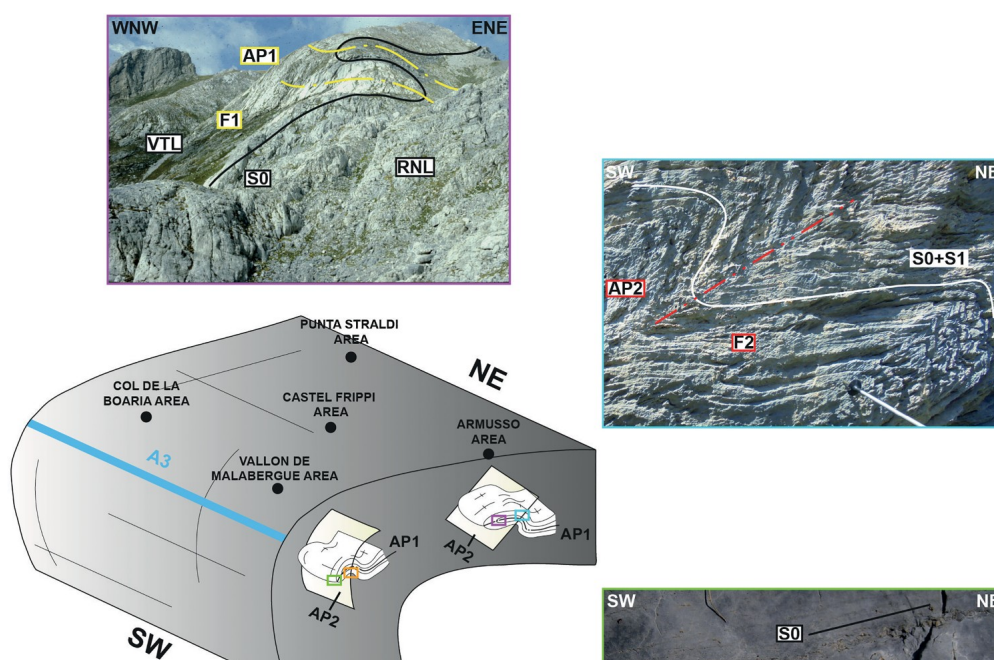 WNW
ENE
AP1
F1
VTL
S0
RNL
SW
NE
S0+S1
AP2
F2
PUNTA STRALDI
AREA
NE
COL DE LA
BOARIA AREA
CASTEL FRIPPI
AREA
ARMUSSO
AREA
A3
VALLON DE
MALABERGUE AREA
AP1
AP2
AP1
AP2
SW
SW
NE
S0